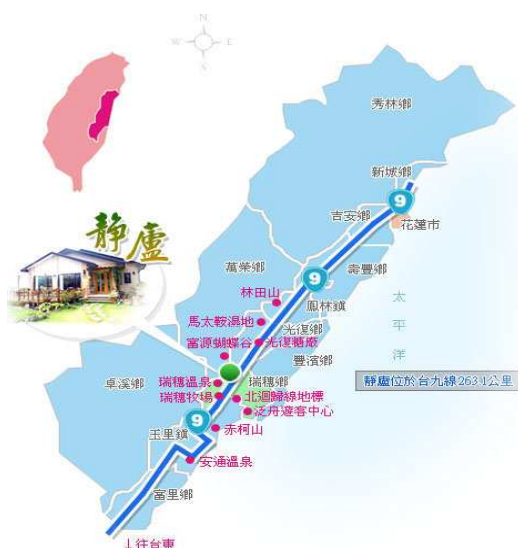 N
W E
S
秀林鄉
新城鄉
9
吉安鄉
花蓮市
靜廬
萬榮鄉
壽豐鄉
9
林田山
鳳林鎮
太平洋
馬太鞍濕地
光復鄉
富源蝴蝶谷
光復糖廠
豐濱鄉
卓溪鄉
瑞穗溫泉
瑞穗鄉
靜廬位於台九線263.1公里
瑞穗牧場
北迴歸線地標
泛舟遊客中心
9
玉里鎮
赤柯山
安通溫泉
富里鄉
↓往台東